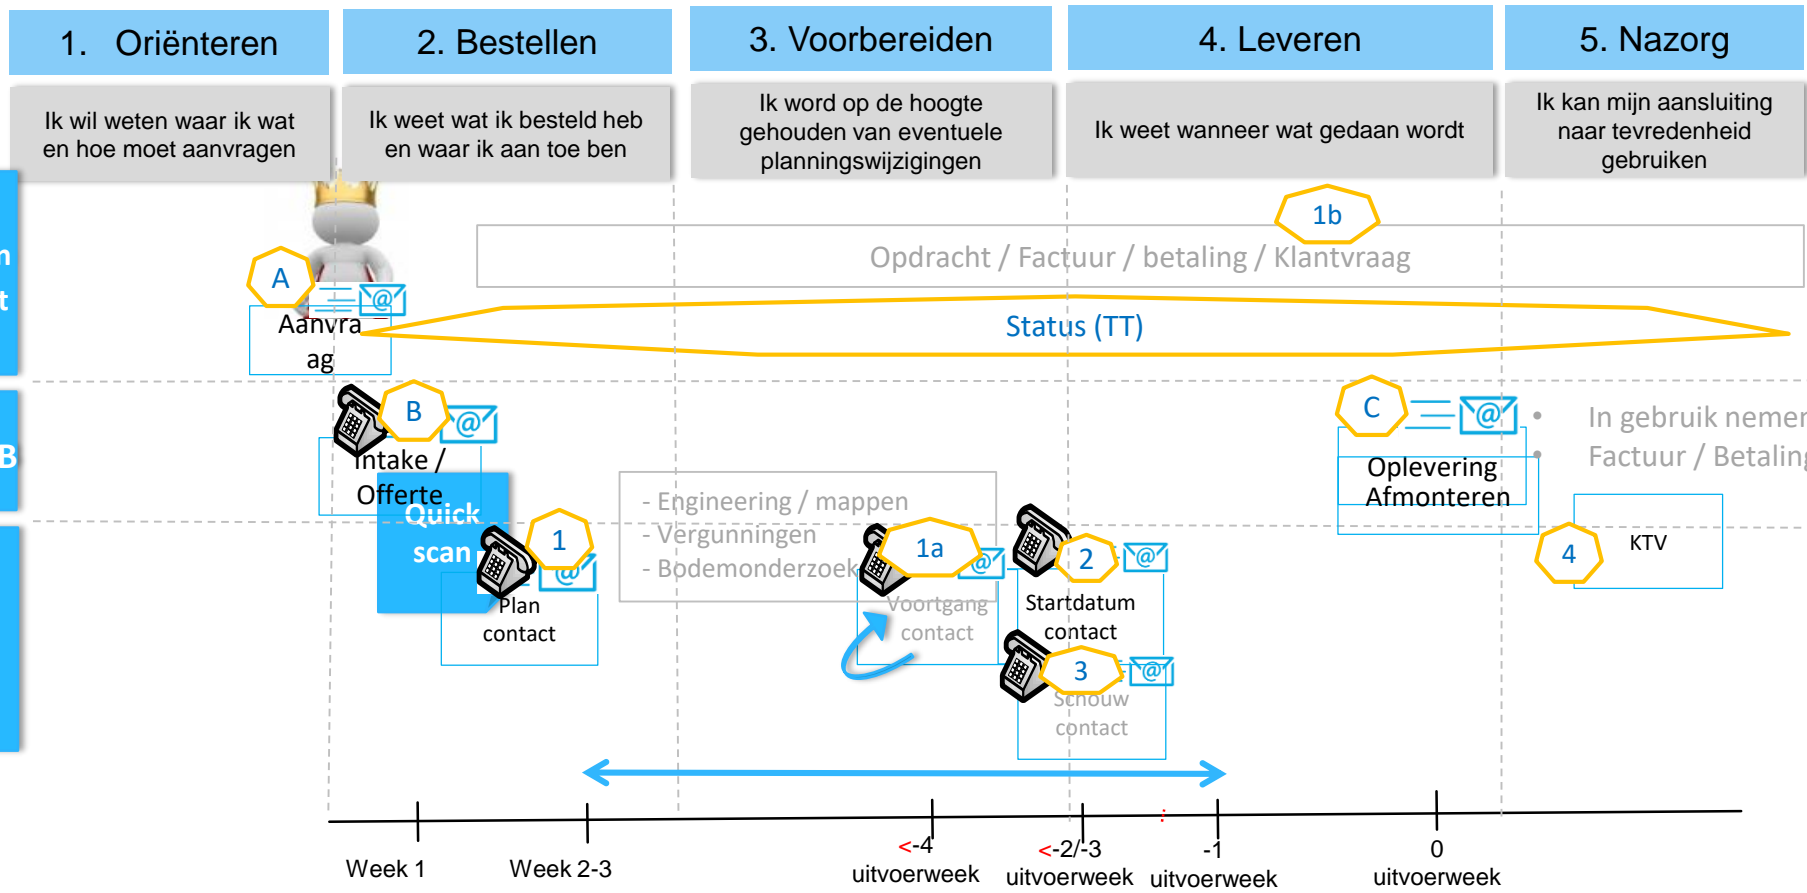 1. Oriënteren
2. Bestellen
3. Voorbereiden
4. Leveren
5. Nazorg
Ik wil weten waar ik wat
en hoe moet aanvragen
Ik weet wat ik besteld heb
en waar ik aan toe ben
Ik word op de hoogte
gehouden van eventuele
planningswijzigingen
Ik weet wanneer wat gedaan wordt
Ik kan mijn aansluiting
naar tevredenheid
gebruiken
1b
Opdracht / Factuur / betaling / Klantvraag
n
t
A
@
Aanvra
ag
Status (TT)
B
B
@
Intake /
Offerte
Quick
scan
1
@
Plan
contact
- Engineering / mappen
- Vergunningen
- Bodemonderzoek
1a
@
Voortgang
contact
2
@
Startdatum
contact
3
@
Schouw
contact
C
@
Oplevering
Afmonteren
• In gebruik nemen
• Factuur / Betaling
4
KTV
Week 1
Week 2-3
<-4
uitvoerweek
<-2/-3
uitvoerweek
:
-1
uitvoerweek
0
uitvoerweek